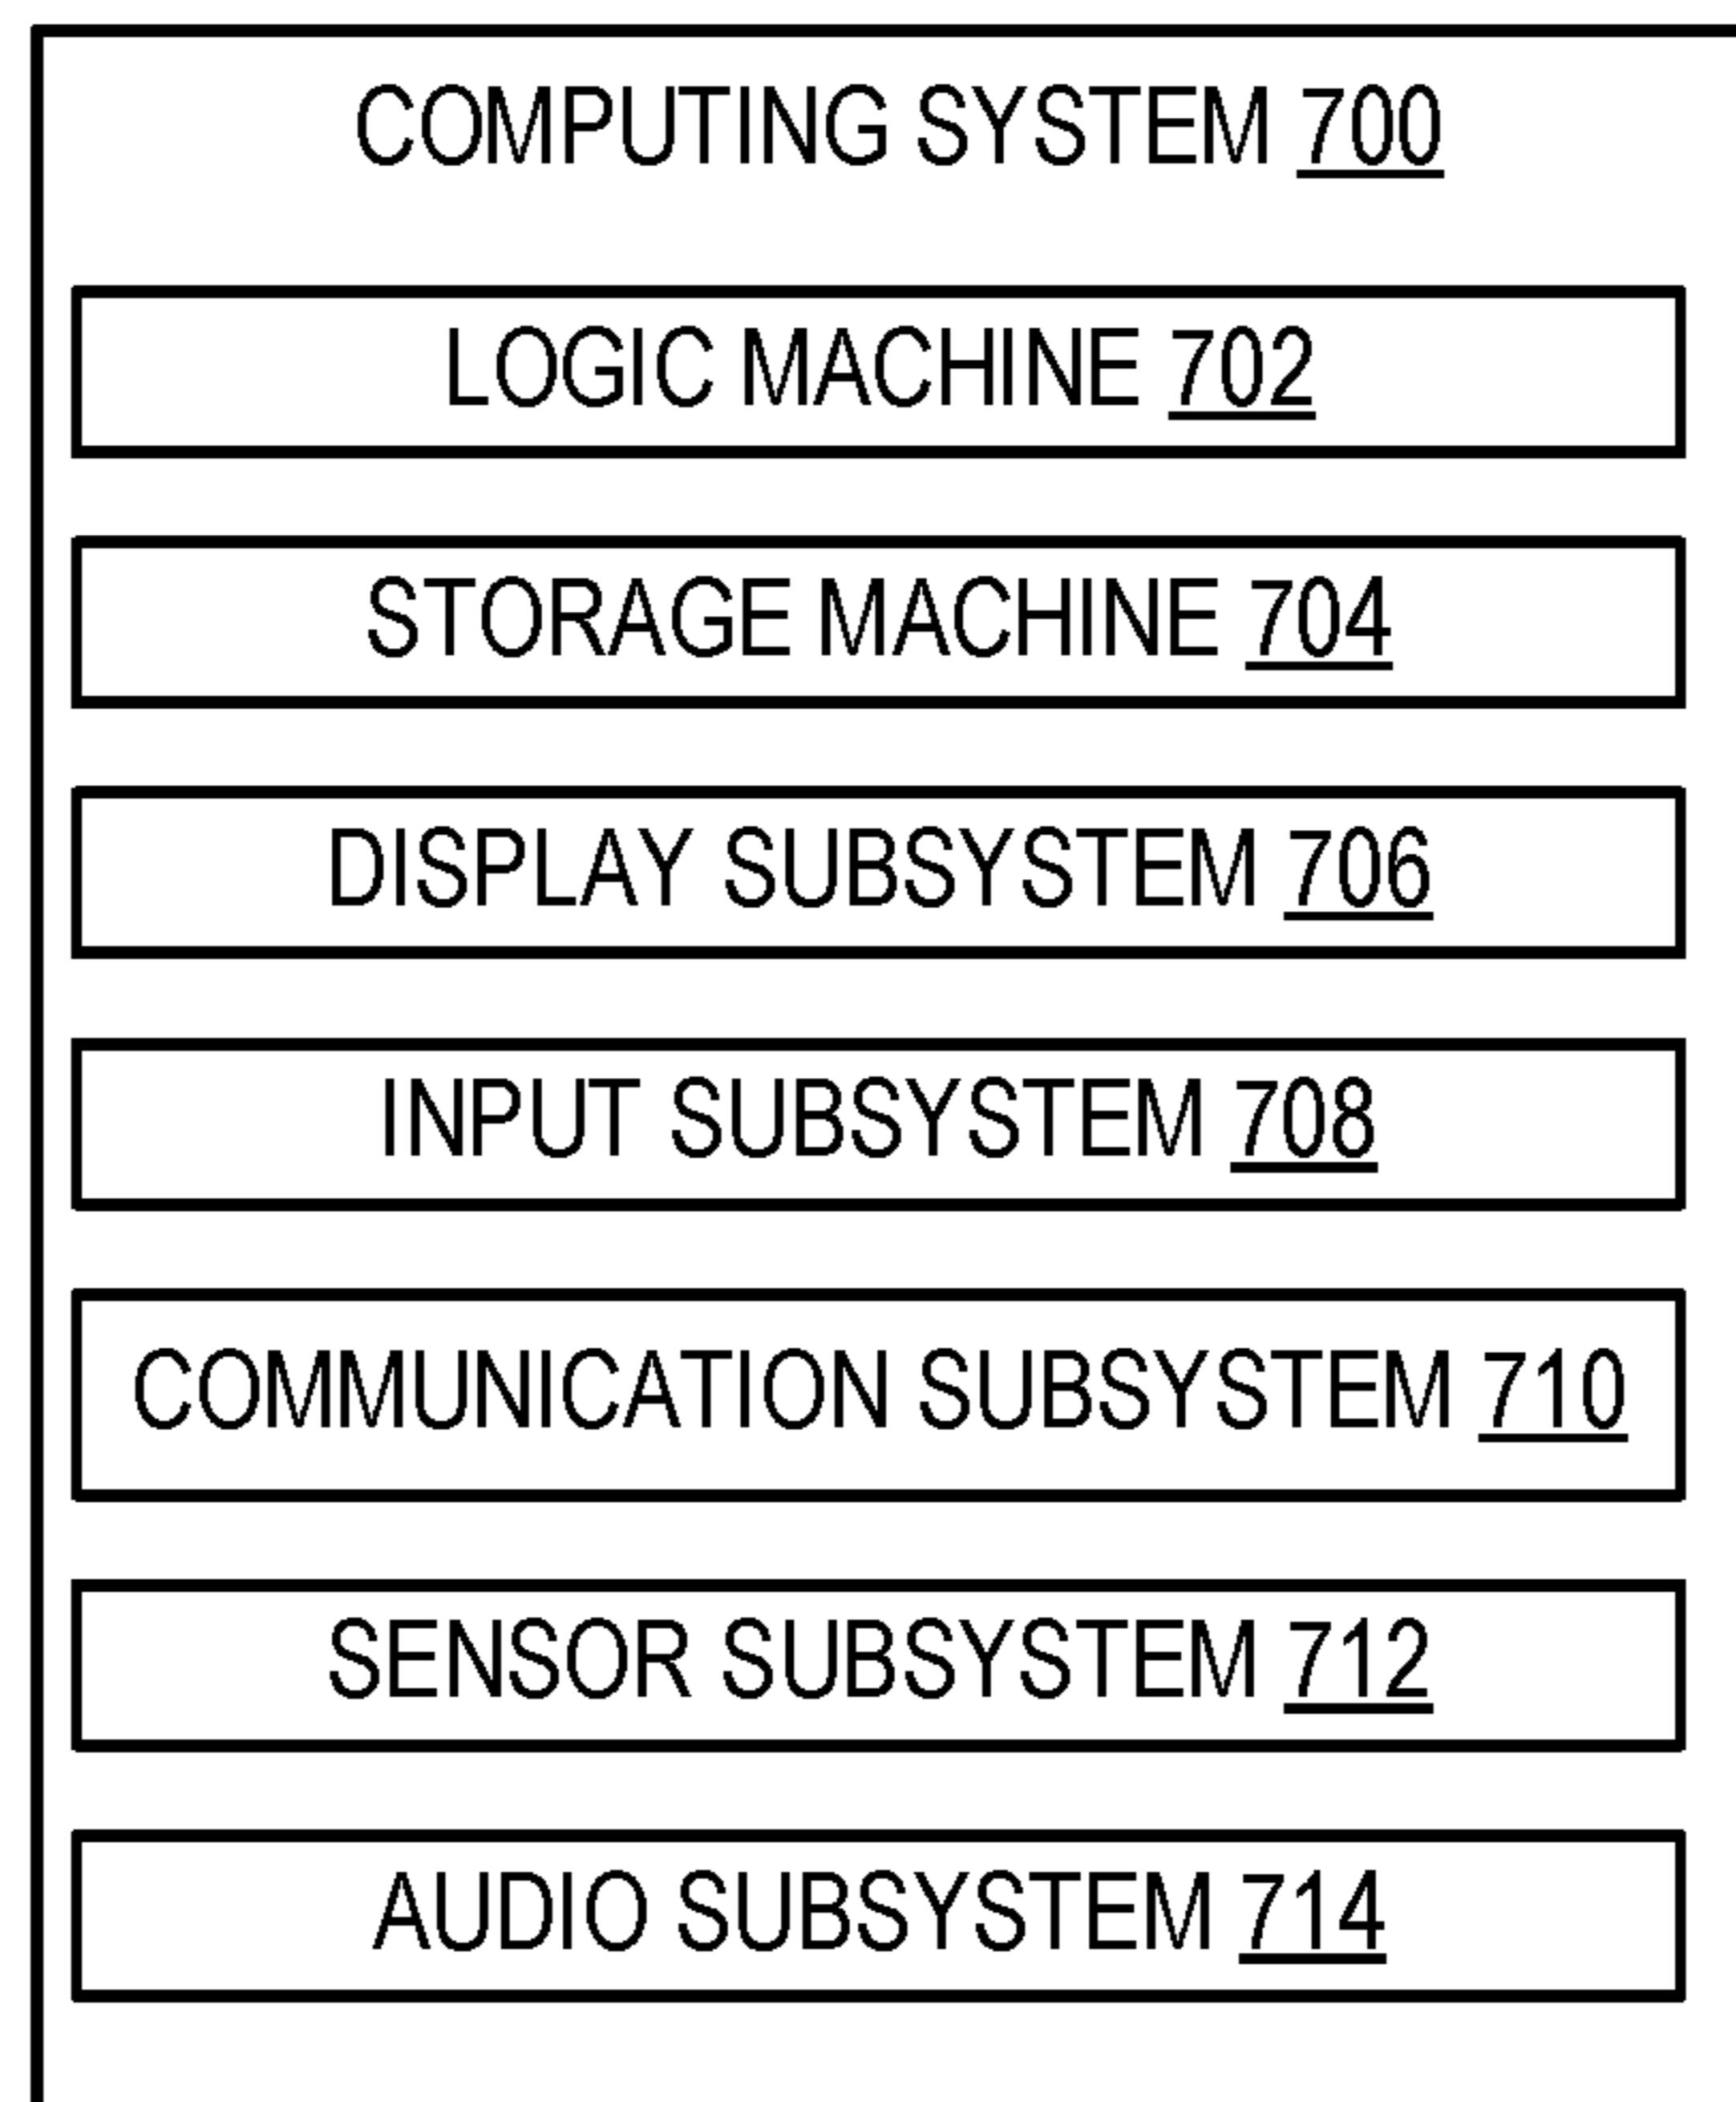 COMPUTING SYSTEM 700
LOGIC MACHINE 702
STORAGE MACHINE 704
DISPLAY SUBSYSTEM 706
INPUT SUBSYSTEM 708
COMMUNICATION SUBSYSTEM 710
SENSOR SUBSYSTEM 712
AUDIO SUBSYSTEM 714